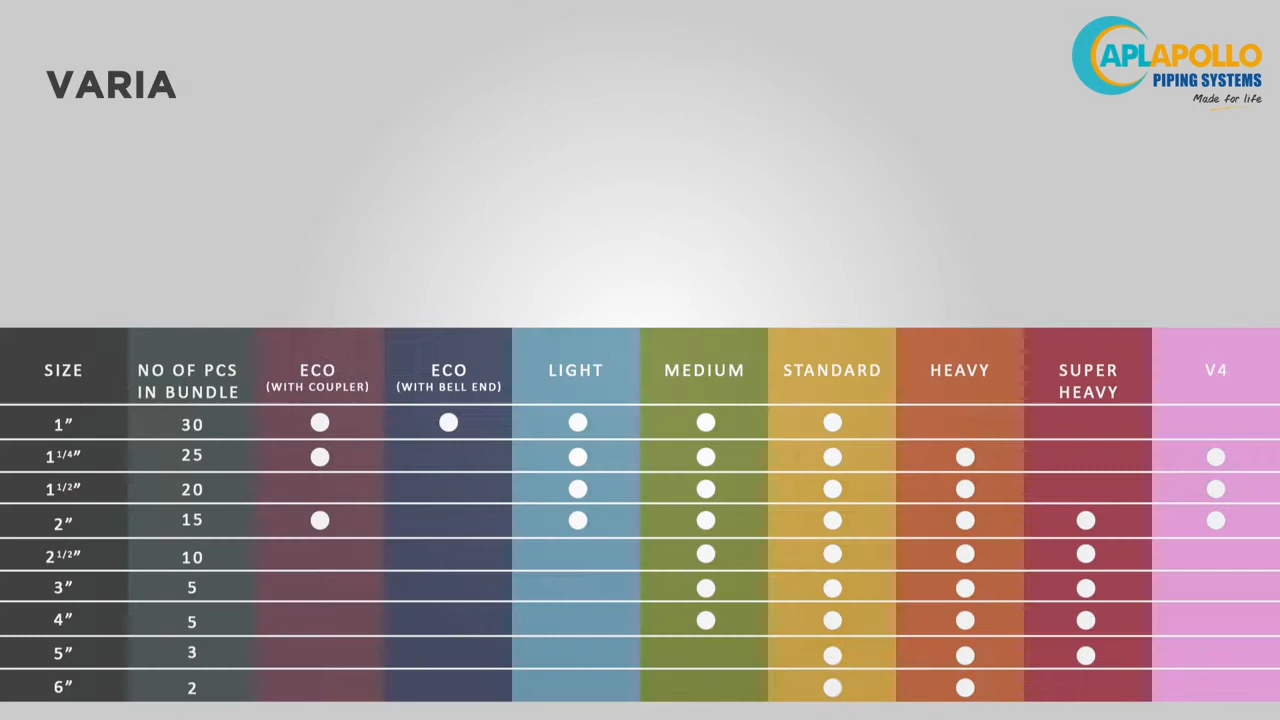 VARIA
APLAPOLLO
PIPING SYSTEMS
Made for life
SIZE NO OF PCS IN BUNDLE ECO (WITH COUPLER) ECO (WITH BELL END) LIGHT MEDIUM STANDARD HEAVY SUPER HEAVY V4
1” 30
1 1/4” 25
1 1/2” 20
2” 15
2 1/2” 10
3” 5
4” 5
5” 3
6” 2